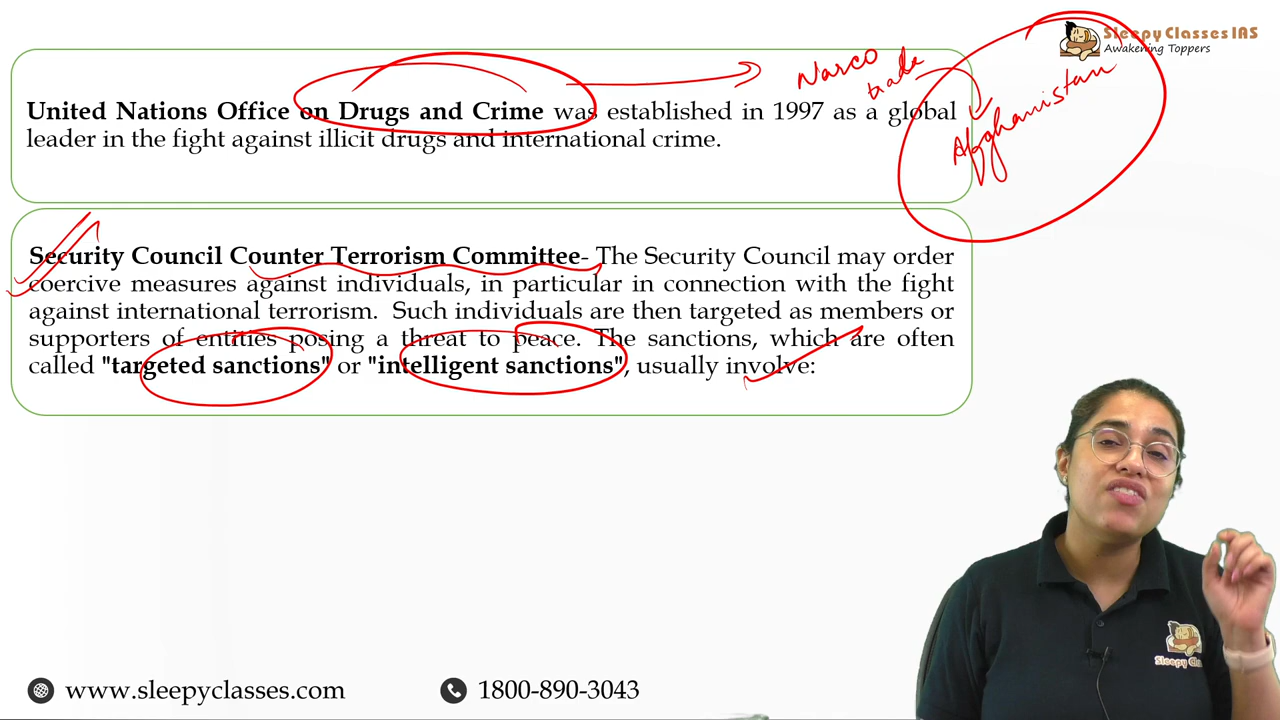 Sleepy Classes IAS
Awakening Toppers
Narco
trade
Afghanistan
United Nations Office on Drugs and Crime was established in 1997 as a global
leader in the fight against illicit drugs and international crime.
Security Council Counter Terrorism Committee- The Security Council may order
coercive measures against individuals, in particular in connection with the fight
against international terrorism. Such individuals are then targeted as members or
supporters of entities posing a threat to peace. The sanctions, which are often
called "targeted sanctions" or "intelligent sanctions", usually involve:
Sleepy
www.sleepyclasses.com
1800-890-3043